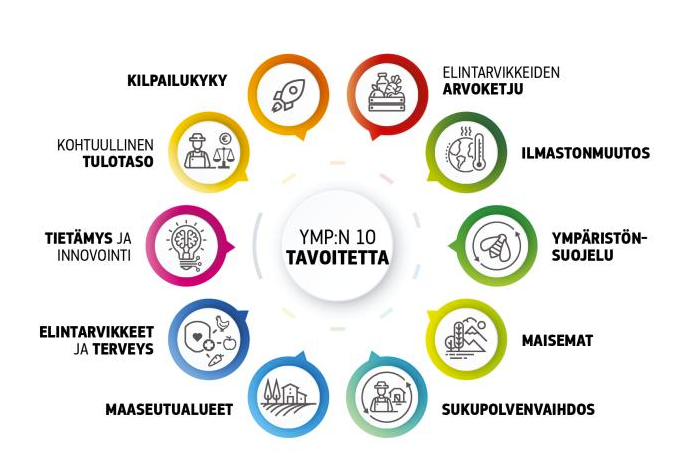 KILPAILUKYKY
ELINTARVIKKEIDEN
ARVOKETJU
KOHTUULLINEN
TULOTASO
ILMASTONMUUTOS
YMP:N 10
TAVOITETTA
TIETÄMYS JA
INNOVOINTI
YMPÄRISTÖN-
SUOJELU
ELINTARVIKKEET
JA TERVEYS
MAISEMAT
MAASEUTUALUEET
SUKUPOLVENVAIHDOS